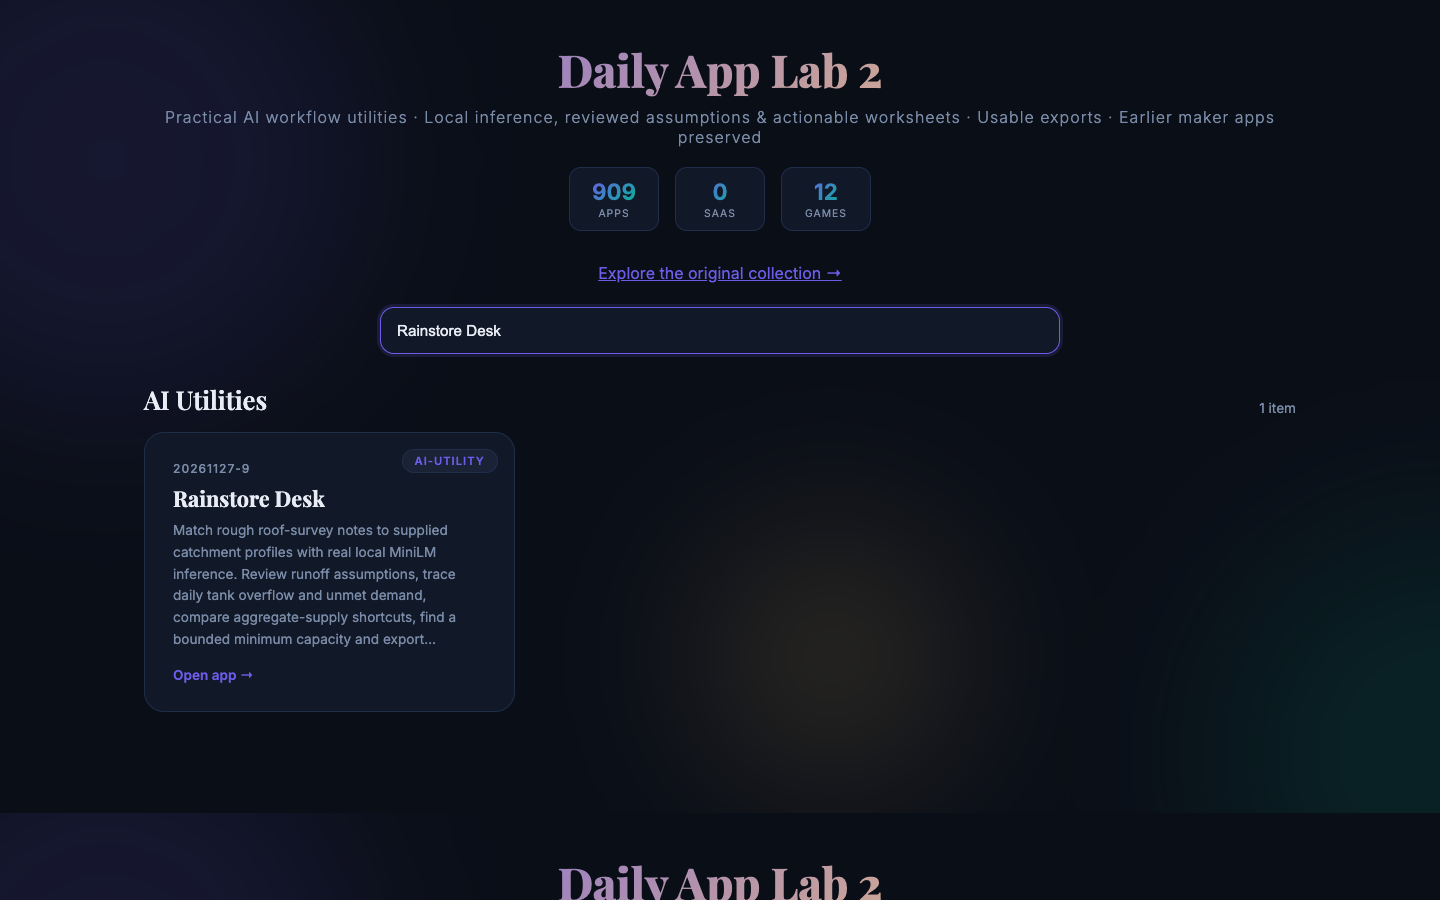 Daily App Lab 2
Practical AI workflow utilities · Local inference, reviewed assumptions & actionable worksheets · Usable exports · Earlier maker apps
preserved
909
APPS
0
SAAS
12
GAMES
Explore the original collection →
Rainstore Desk
AI Utilities
1 item
20261127-9
AI-UTILITY
Rainstore Desk
Match rough roof-survey notes to supplied
catchment profiles with real local MiniLM
inference. Review runoff assumptions, trace
daily tank overflow and unmet demand,
compare aggregate-supply shortcuts, find a
bounded minimum capacity and export...
Open app →
Daily App Lab 2